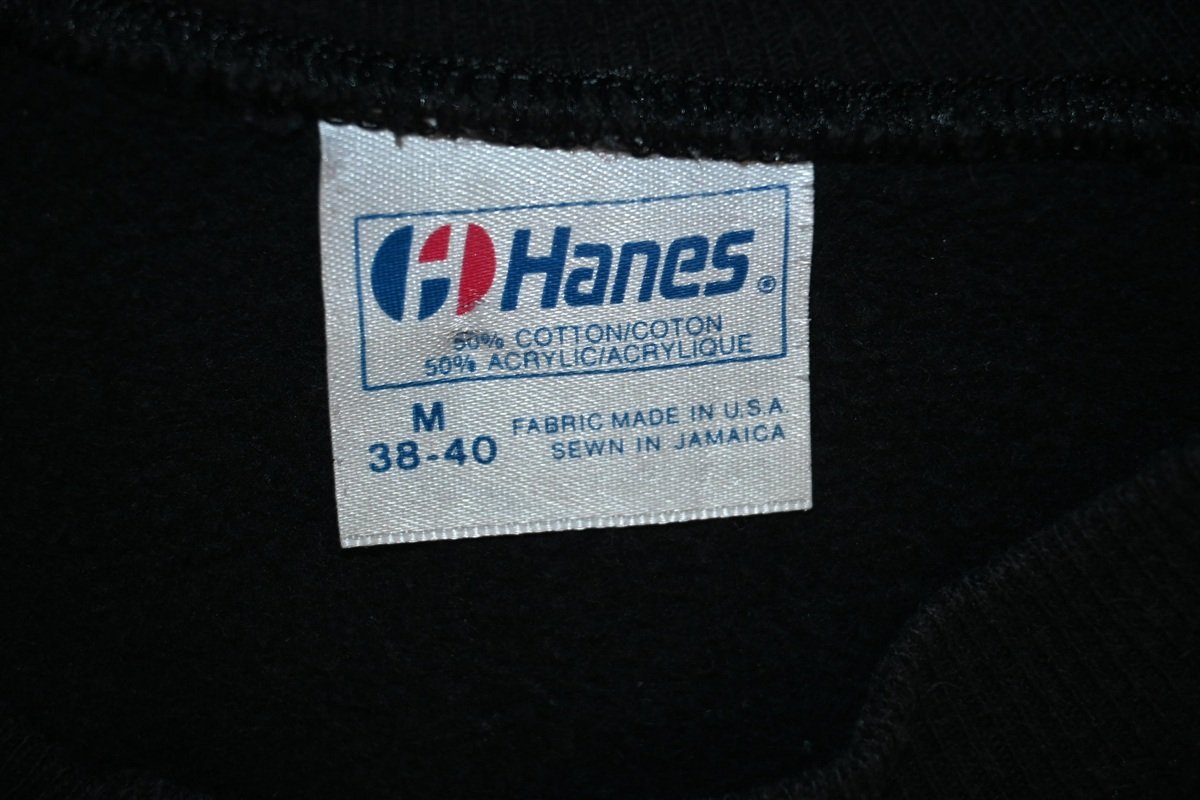 Hanes®
50% COTTON/COTON
50% ACRYLIC/ACRYLIQUE
M
38-40
FABRIC MADE IN U.S.A.
SEWN IN JAMAICA